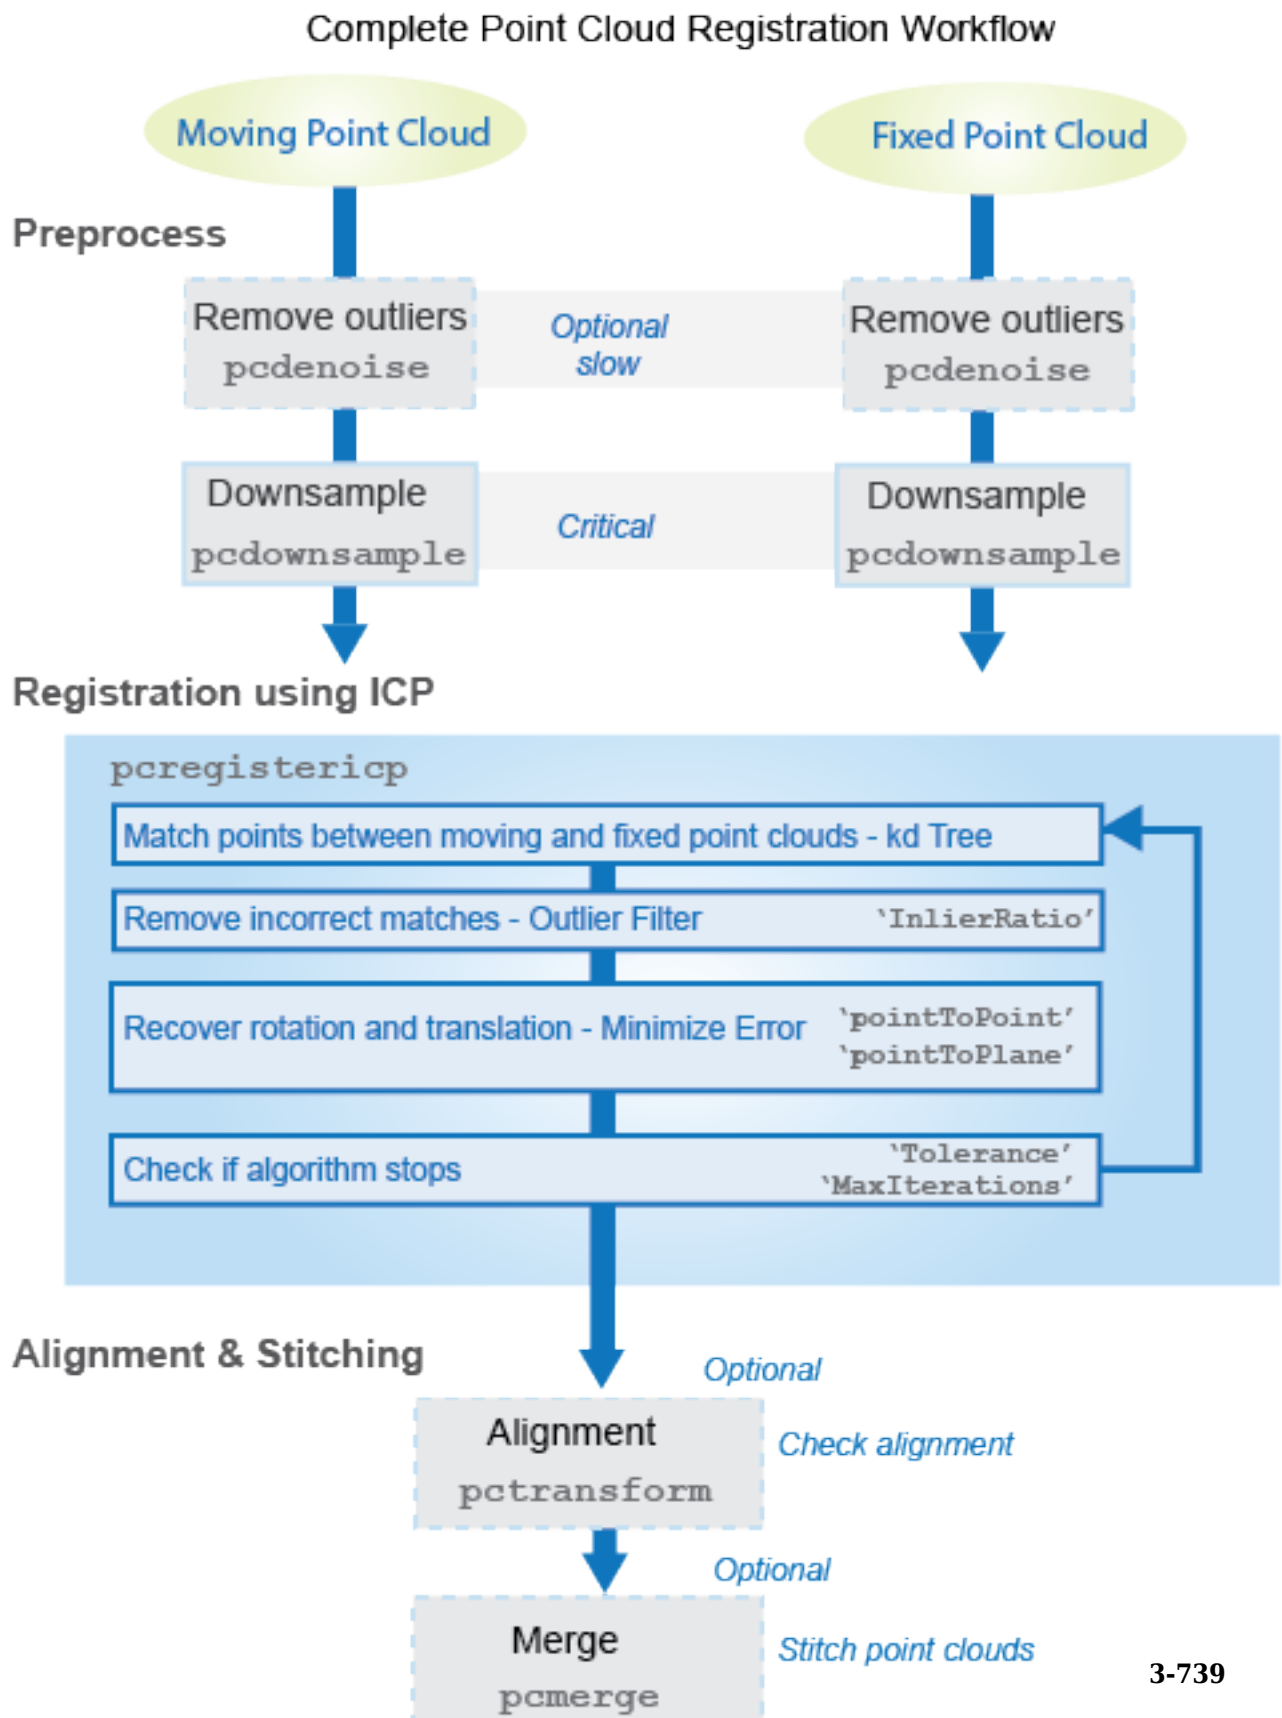 Complete Point Cloud Registration Workflow
Moving Point Cloud
Fixed Point Cloud
Preprocess
Remove outliers
pcdenoise
Optional
slow
Remove outliers
pcdenoise
Downsample
pcdownsample
Critical
Downsample
pcdownsample
Registration using ICP
pcregistericp
Match points between moving and fixed point clouds - kd Tree
Remove incorrect matches - Outlier Filter ‘InlierRatio’
Recover rotation and translation - Minimize Error ‘pointToPoint’
‘pointToPlane’
Check if algorithm stops ‘Tolerance’
‘MaxIterations’
Alignment & Stitching
Optional
Alignment
pctransform
Check alignment
Optional
Merge
pcmerge
Stitch point clouds
3-739